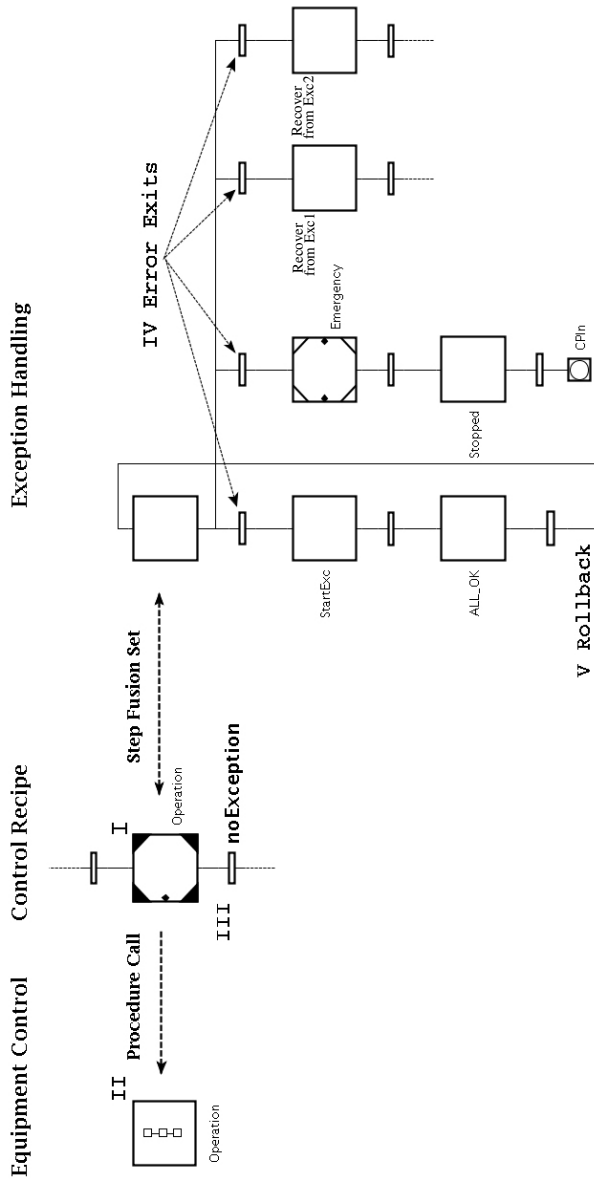 Equipment Control
Control Recipe
Exception Handling
II
Procedure Call
I
Step Fusion Set
IV Error Exits
Operation
Operation
III
noException
StartExc
Emergency
Recover
from Exc1
Recover
from Exc2
ALL_OK
Stopped
V Rollback
CPIn